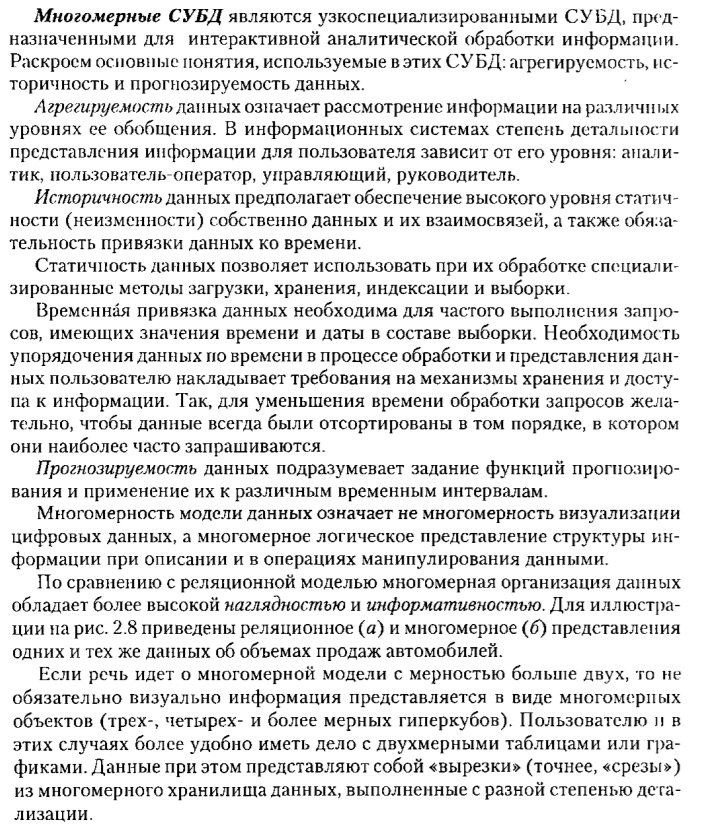 Многомерные СУБД являются узкоспециализированными СУБД, пред-
назначенными для интерактивной аналитической обработки информации.
Раскроем основные понятия, используемые в этих СУБД: агрегируемость, ис-
торичность и прогнозируемость данных.
Агрегируемость данных означает рассмотрение информации на различных
уровнях ее обобщения. В информационных системах степень детальности
представления информации для пользователя зависит от его уровня: анали-
тик, пользователь-оператор, управляющий, руководитель.
Историчность данных предполагает обеспечение высокого уровня статич-
ности (неизменности) собственно данных и их взаимосвязей, а также обяза-
тельность привязки данных ко времени.
Статичность данных позволяет использовать при их обработке специали-
зированные методы загрузки, хранения, индексации и выборки.
Временная привязка данных необходима для частого выполнения запро-
сов, имеющих значения времени и даты в составе выборки. Необходимость
упорядочения данных по времени в процессе обработки и представления дан-
ных пользователю накладывает требования на механизмы хранения и досту-
па к информации. Так, для уменьшения времени обработки запросов жела-
тельно, чтобы данные всегда были отсортированы в том порядке, в котором
они наиболее часто запрашиваются.
Прогнозируемость данных подразумевает задание функций прогнозиро-
вания и применение их к различным временным интервалам.
Многомерность модели данных означает не многомерность визуализации
цифровых данных, а многомерное логическое представление структуры ин-
формации при описании и в операциях манипулирования данными.
По сравнению с реляционной моделью многомерная организация данных
обладает более высокой наглядностью и информативностью. Для иллюстра-
ции на рис. 2.8 приведены реляционное (а) и многомерное (б) представления
одних и тех же данных об объемах продаж автомобилей.
Если речь идет о многомерной модели с мерностью больше двух, то не
обязательно визуально информация представляется в виде многомерных
объектов (трех-, четырех- и более мерных гиперкубов). Пользователю и в
этих случаях более удобно иметь дело с двухмерными таблицами или гра-
фиками. Данные при этом представляют собой «вырезки» (точнее, «срезы»)
из многомерного хранилища данных, выполненные с разной степенью дета-
лизации.